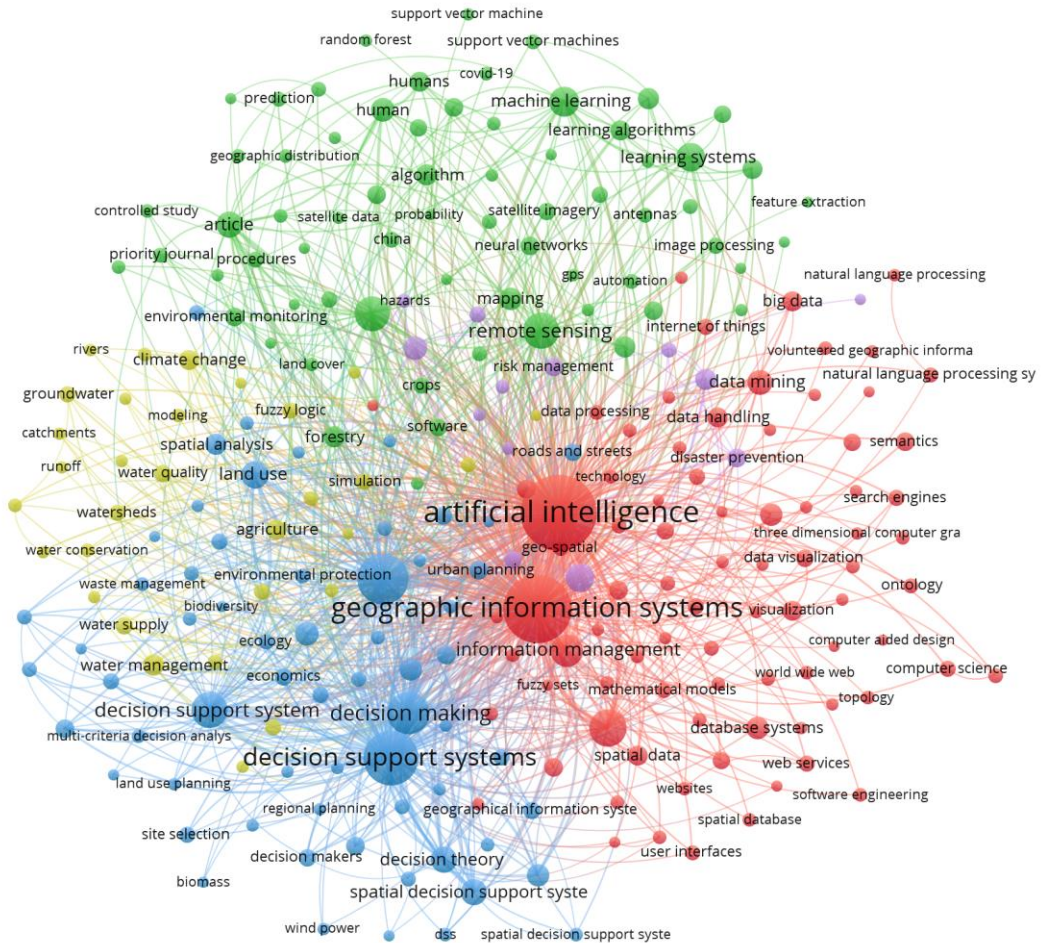 support vector machine
random forest
support vector machines
humans
covid-19
prediction
human
machine learning
learning algorithms
geographic distribution
learning systems
algorithm
feature extraction
controlled study
article
satellite data
probability
satellite imagery
antennas
china
neural networks
image processing
priority journal
procedures
gps
automation
natural language processing
hazards
mapping
big data
environmental monitoring
remote sensing
internet of things
rivers
climate change
land cover
risk management
volunteered geographic informa
natural language processing sy
groundwater
crops
data mining
modeling
fuzzy logic
data processing
data handling
catchments
software
spatial analysis
forestry
roads and streets
semantics
runoff
water quality
land use
simulation
technology
disaster prevention
search engines
watersheds
agriculture
artificial intelligence
three dimensional computer gra
water conservation
geo-spatial
data visualization
waste management
environmental protection
urban planning
ontology
biodiversity
geographic information systems
visualization
water supply
ecology
computer aided design
information management
water management
economics
fuzzy sets
mathematical models
world wide web
computer science
topology
decision support system
decision making
database systems
multi-criteria decision analys
decision support systems
spatial data
web services
land use planning
websites
software engineering
regional planning
geographical information syste
spatial database
site selection
decision makers
decision theory
user interfaces
biomass
spatial decision support syste
wind power
dss
spatial decision support syste